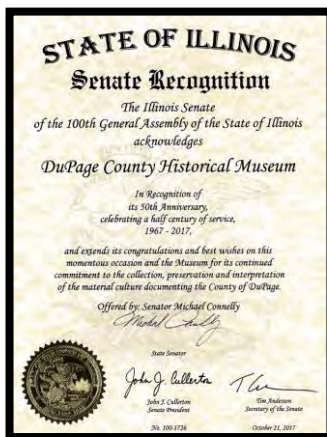 STATE OF ILLINOIS
Senate Recognition
The Illinois Senate
of the 100th General Assembly of the State of Illinois
acknowledges
DuPage County Historical Museum
In Recognition of
its 50th Anniversary,
celebrating a half century of service,
1967 - 2017,
and extends its congratulations and best wishes on this
momentous occasion and the Museum for its continued
commitment to the collection, preservation and interpretation
of the material culture documenting the County of DuPage.
Offered by: Senator Michael Connelly
State Senator
John J. Cullerton
John J. Cullerton
Senate President
Tim Anderson
Secretary of the Senate
No. 100-1726
October 21, 2017